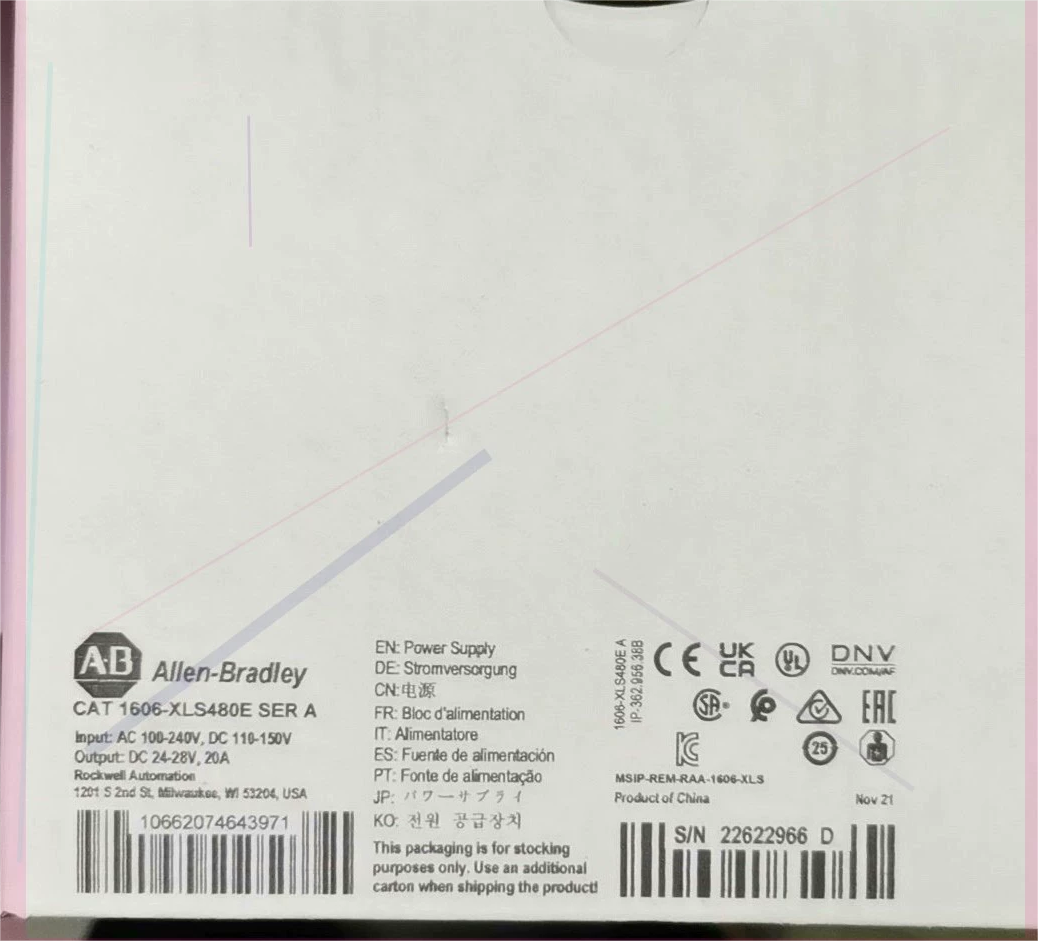 AB Allen-Bradley
CAT 1606-XLS480E SER A
Input: AC 100-240V, DC 110-150V
Output: DC 24-28V, 20A
Rockwell Automation
1201 S 2nd St, Milwaukee, WI 53204, USA
10662074643971
EN: Power Supply
DE: Stromversorgung
CN:电源
FR: Bloc d'alimentation
IT: Alimentatore
ES: Fuente de alimentación
PT: Fonte de alimentação
JP: パワーサプライ
KO: 전원 공급장치
This packaging is for stocking
purposes only. Use an additional
carton when shipping the product!
1606-XLS480E A
IP-362.956.38B
CE UK CA UL DNV
DNV.COM/AF
SA EAC
25
MSIP-REM-RAA-1606-XLS
Product of China Nov 21
S/N 22622966 D